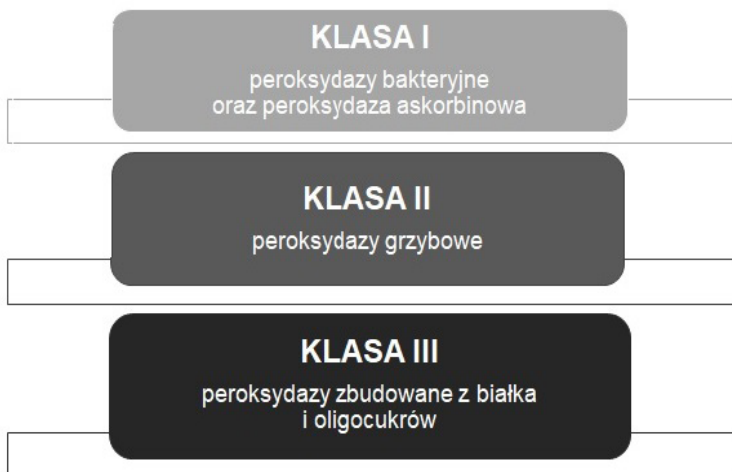 KLASA I
peroksydazy bakteryjne
oraz peroksydaza askorbinowa
KLASA II
peroksydazy grzybowe
KLASA III
peroksydazy zbudowane z białka
i oligocukrów